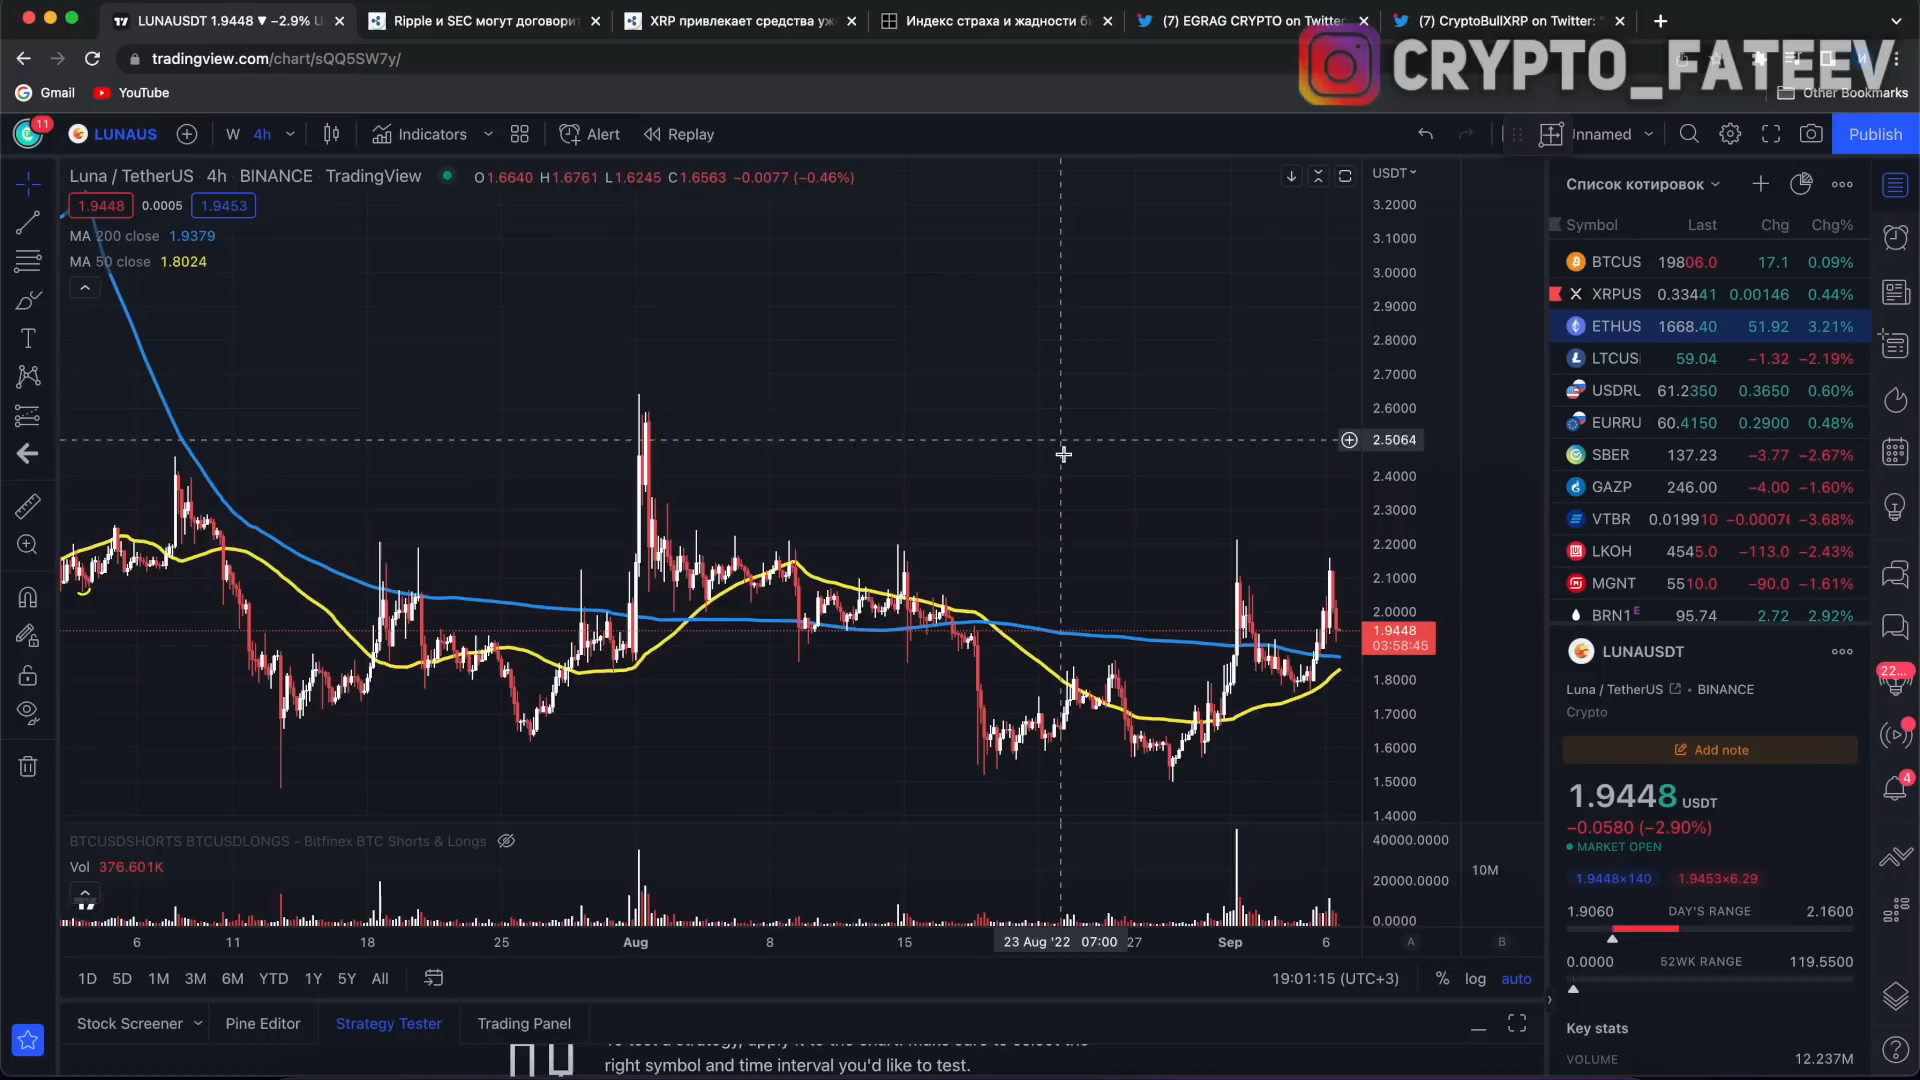 LUNAUSDT 1.9448 ▼ −2.9% U
Ripple и SEC могут договорит
XRP привлекает средства уж
Индекс страха и жадности б
(7) EGRAG CRYPTO on Twitter
(7) CryptoBullXRP on Twitter: "
tradingview.com/chart/sQQ5SW7y/
CRYPTO_FATEEV
Gmail
YouTube
Other Bookmarks
11
LUNAUS
W
4h
Indicators
Alert
Replay
Unnamed
Publish
Luna / TetherUS 4h BINANCE TradingView
O1.6640 H1.6761 L1.6245 C1.6563 −0.0077 (−0.46%)
1.9448 0.0005 1.9453
MA 200 close 1.9379
MA 50 close 1.8024
USDT
3.2000
3.1000
3.0000
2.9000
2.8000
2.7000
2.6000
2.5064
2.4000
2.3000
2.2000
2.1000
2.0000
1.9448
03:58:45
1.8000
1.7000
1.6000
1.5000
1.4000
BTCUSDSHORTS BTCUSDLONGS - Bitfinex BTC Shorts & Longs
Vol 376.601K
40000.0000
20000.0000
0.0000
10M
6 11 18 25 Aug 8 15 23 Aug '22 07:00 27 Sep 6
A
B
1D 5D 1M 3M 6M YTD 1Y 5Y All
19:01:15 (UTC+3)
% log auto
Stock Screener
Pine Editor
Strategy Tester
Trading Panel
right symbol and time interval you'd like to test.
Список котировок
Symbol Last Chg Chg%
BTCUS 19806.0 17.1 0.09%
XRPUS 0.33441 0.00146 0.44%
ETHUS 1668.40 51.92 3.21%
LTCUS 59.04 −1.32 −2.19%
USDRU 61.2350 0.3650 0.60%
EURRU 60.4150 0.2900 0.48%
SBER 137.23 −3.77 −2.67%
GAZP 246.00 −4.00 −1.60%
VTBR 0.019910 −0.00076 −3.68%
LKOH 4545.0 −113.0 −2.43%
MGNT 5510.0 −90.0 −1.61%
BRN1 E 95.74 2.72 2.92%
LUNAUSDT
Luna / TetherUS • BINANCE
Crypto
Add note
1.9448 USDT
−0.0580 (−2.90%)
MARKET OPEN
1.9448×140 1.9453×6.29
1.9060 DAY'S RANGE 2.1600
0.0000 52WK RANGE 119.5500
Key stats
VOLUME 12.237M
22...
4